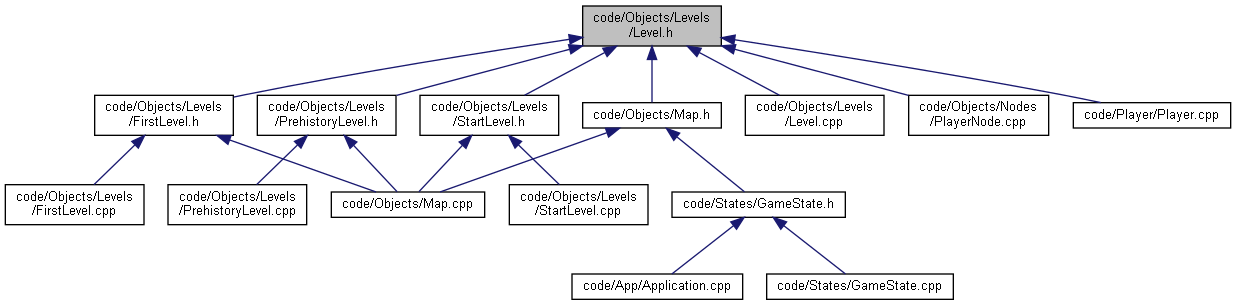 code/Objects/Levels
/Level.h
code/Objects/Levels
/FirstLevel.h
code/Objects/Levels
/PrehistoryLevel.h
code/Objects/Levels
/StartLevel.h
code/Objects/Map.h
code/Objects/Levels
/Level.cpp
code/Objects/Nodes
/PlayerNode.cpp
code/Player/Player.cpp
code/Objects/Levels
/FirstLevel.cpp
code/Objects/Levels
/PrehistoryLevel.cpp
code/Objects/Map.cpp
code/Objects/Levels
/StartLevel.cpp
code/States/GameState.h
code/App/Application.cpp
code/States/GameState.cpp